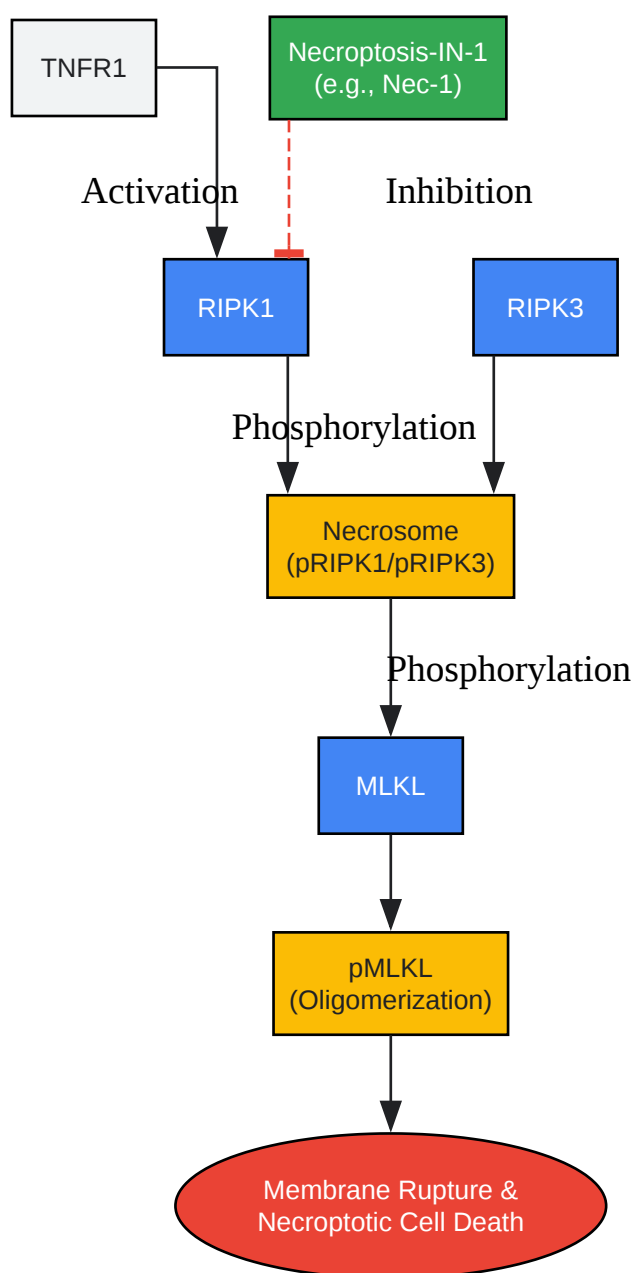 TNFR1
Necroptosis-IN-1
(e.g., Nec-1)
Activation
Inhibition
RIPK1
RIPK3
Phosphorylation
Necrosome
(pRIPK1/pRIPK3)
Phosphorylation
MLKL
pMLKL
(Oligomerization)
Membrane Rupture &
Necroptotic Cell Death